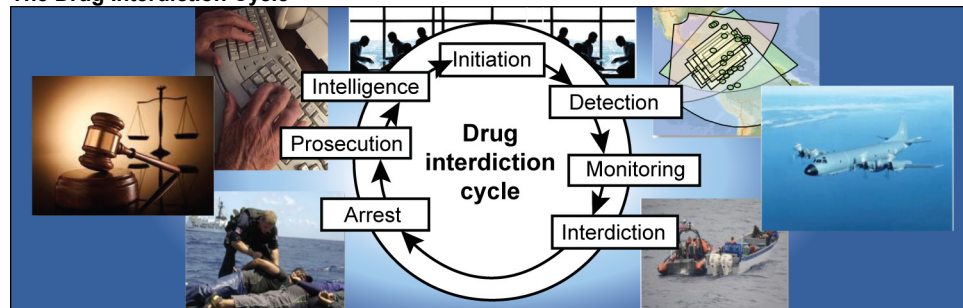 The Drug Interdiction Cycle
Initiation
Intelligence
Detection
Prosecution
Drug
interdiction
cycle
Monitoring
Arrest
Interdiction